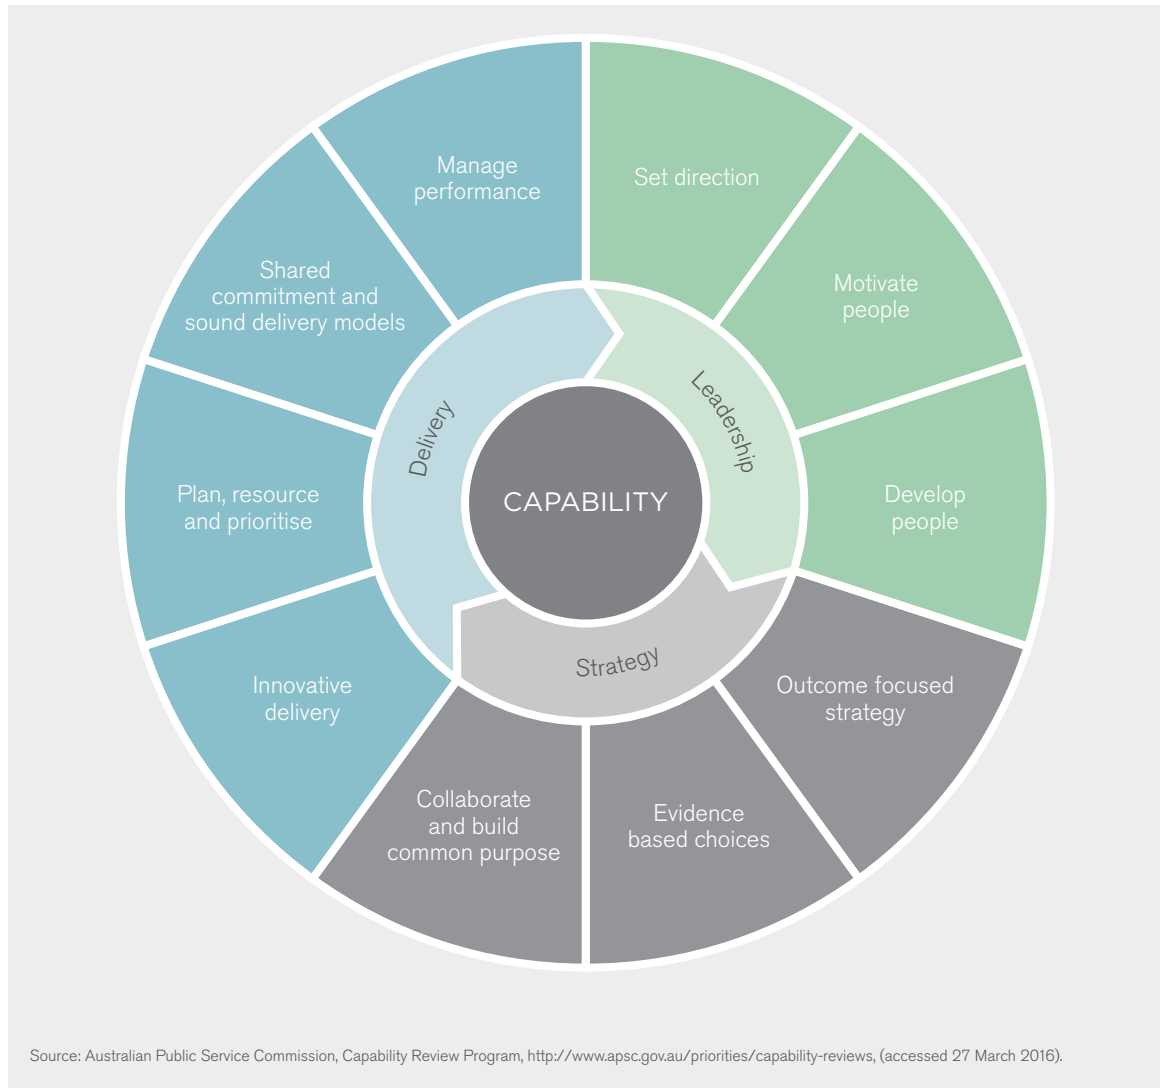 Manage
performance
Set direction
Shared
commitment and
sound delivery models
Motivate
people
Delivery
Leadership
CAPABILITY
Plan, resource
and prioritise
Develop
people
Strategy
Innovative
delivery
Outcome focused
strategy
Collaborate
and build
common purpose
Evidence
based choices
Source: Australian Public Service Commission, Capability Review Program, http://www.apsc.gov.au/priorities/capability-reviews, (accessed 27 March 2016).